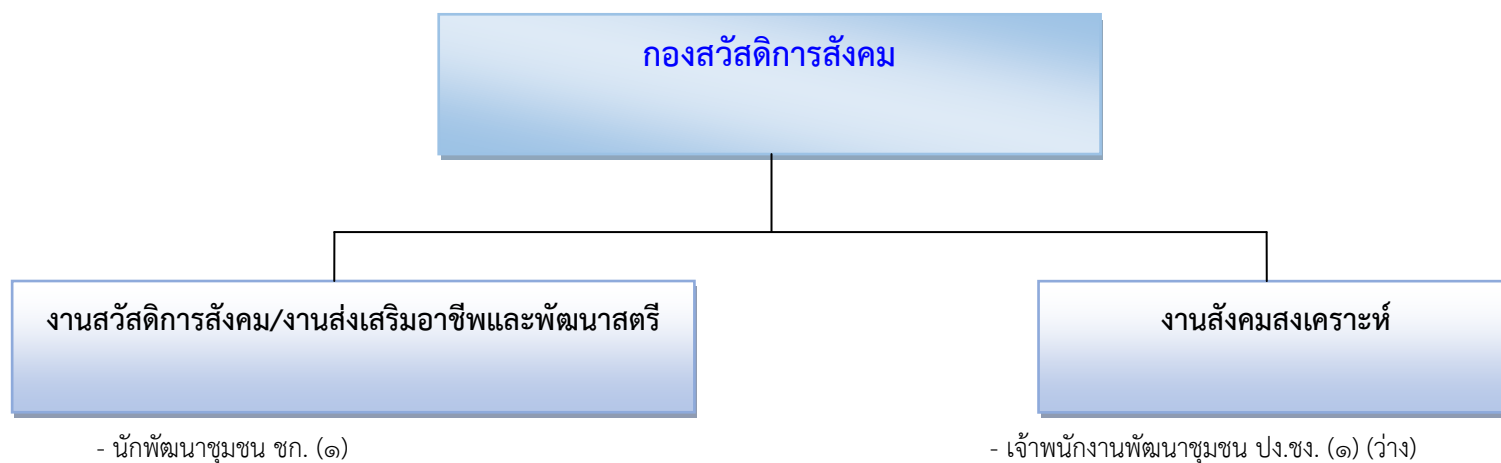 กองสวัสดิการสังคม
งานสวัสดิการสังคม/งานส่งเสริมอาชีพและพัฒนาสตรี
งานสังคมสงเคราะห์
- นักพัฒนาชุมชน ชก. (๑)
- เจ้าพนักงานพัฒนาชุมชน ปง.ชง. (๑) (ว่าง)